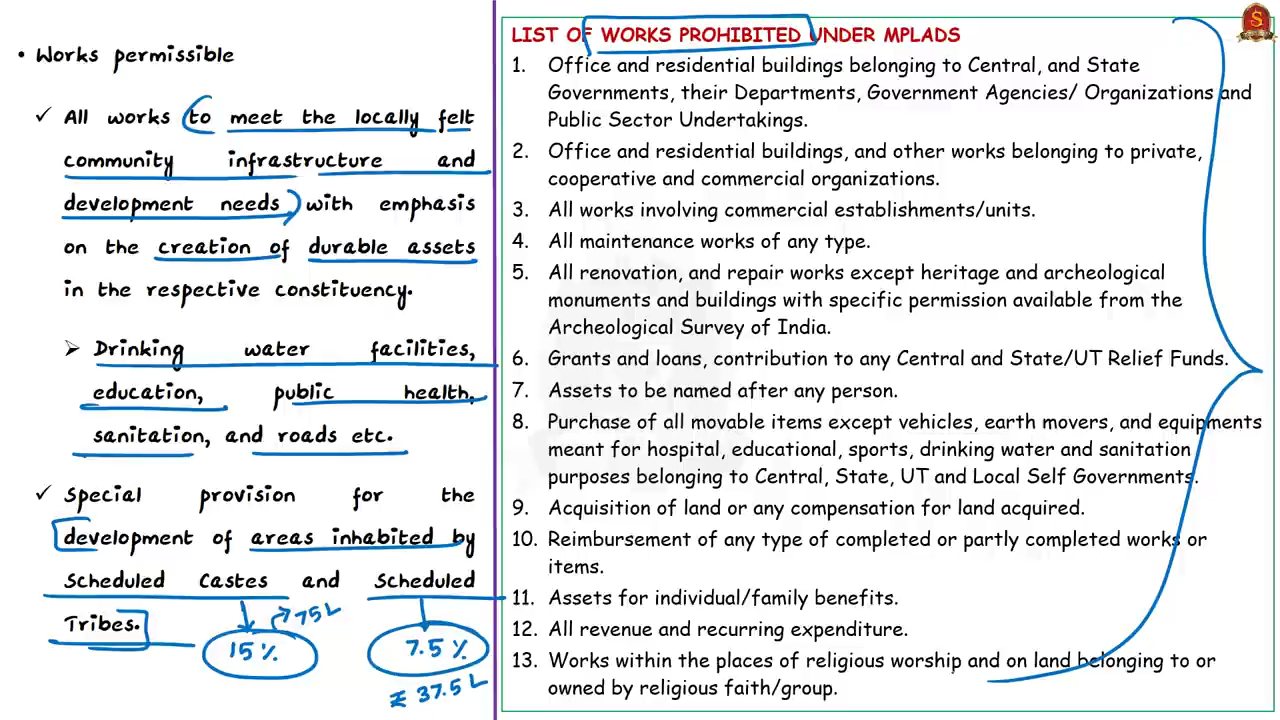 • Works permissible
✓ All works to meet the locally felt
community infrastructure and
development needs with emphasis
on the creation of durable assets
in the respective constituency.
➢ Drinking water facilities,
education, public health,
sanitation, and roads etc.
✓ Special provision for the
development of areas inhabited by
Scheduled Castes and Scheduled
Tribes.
75 L
15 %
7.5 %
₹ 37.5 L
LIST OF WORKS PROHIBITED UNDER MPLADS
1. Office and residential buildings belonging to Central, and State
Governments, their Departments, Government Agencies/ Organizations and
Public Sector Undertakings.
2. Office and residential buildings, and other works belonging to private,
cooperative and commercial organizations.
3. All works involving commercial establishments/units.
4. All maintenance works of any type.
5. All renovation, and repair works except heritage and archeological
monuments and buildings with specific permission available from the
Archeological Survey of India.
6. Grants and loans, contribution to any Central and State/UT Relief Funds.
7. Assets to be named after any person.
8. Purchase of all movable items except vehicles, earth movers, and equipments
meant for hospital, educational, sports, drinking water and sanitation
purposes belonging to Central, State, UT and Local Self Governments.
9. Acquisition of land or any compensation for land acquired.
10. Reimbursement of any type of completed or partly completed works or
items.
11. Assets for individual/family benefits.
12. All revenue and recurring expenditure.
13. Works within the places of religious worship and on land belonging to or
owned by religious faith/group.
S